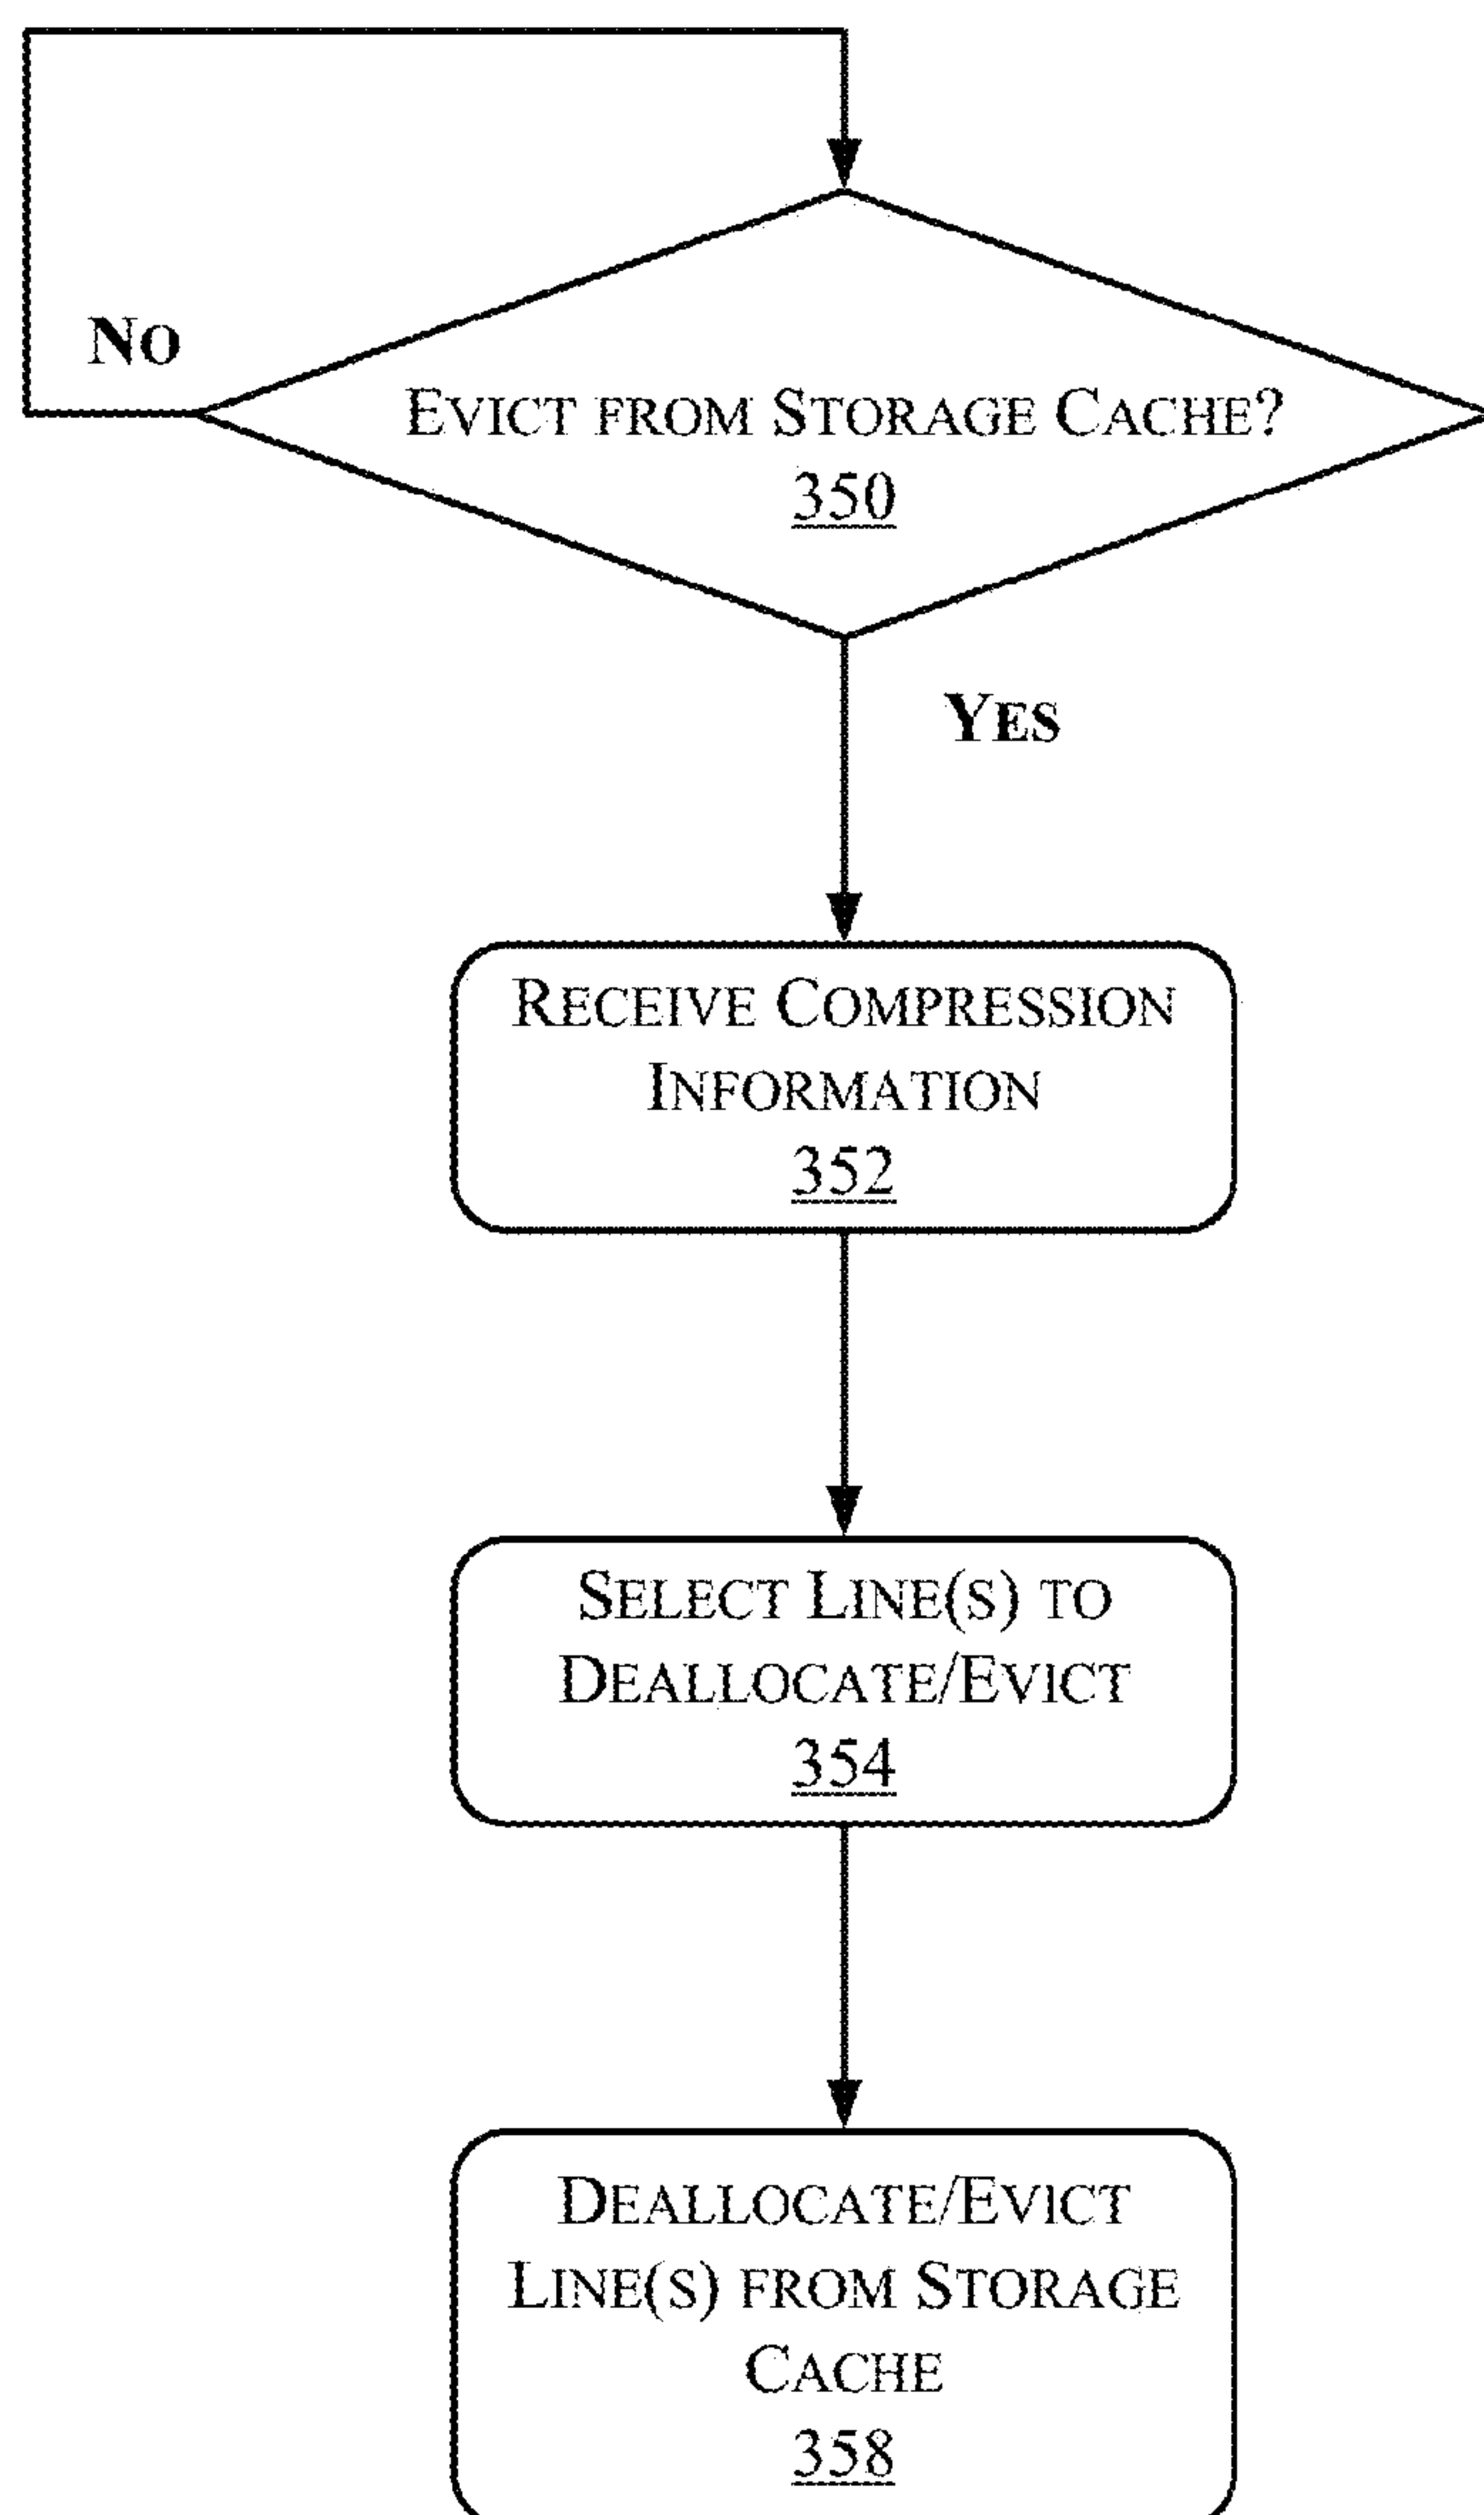 NO
EVICT FROM STORAGE CACHE?
350
YES
RECEIVE COMPRESSION
INFORMATION
352
SELECT LINE(S) TO
DEALLOCATE/EVICT
354
DEALLOCATE/EVICT
LINE(S) FROM STORAGE
CACHE
358